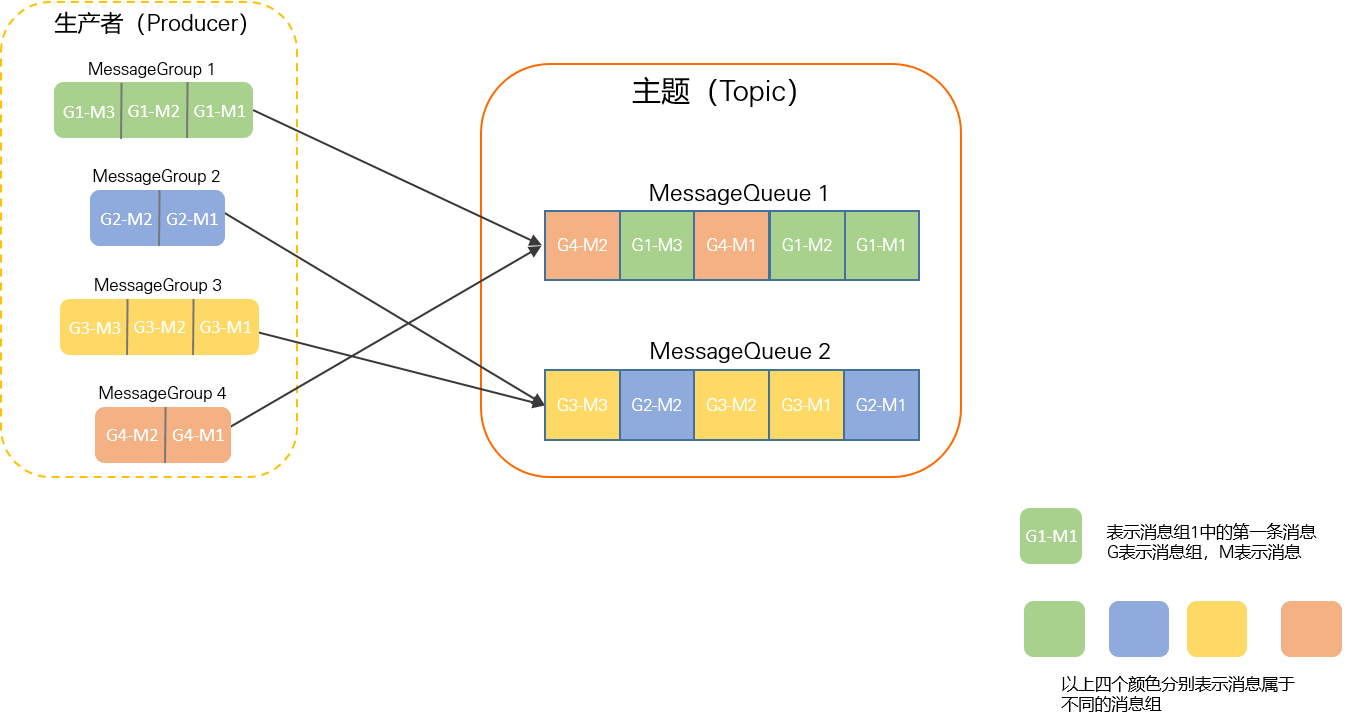 生产者（Producer）
MessageGroup 1
G1-M3 G1-M2 G1-M1
MessageGroup 2
G2-M2 G2-M1
MessageGroup 3
G3-M3 G3-M2 G3-M1
MessageGroup 4
G4-M2 G4-M1
主题（Topic）
MessageQueue 1
G4-M2 G1-M3 G4-M1 G1-M2 G1-M1
MessageQueue 2
G3-M3 G2-M2 G3-M2 G3-M1 G2-M1
G1-M1
表示消息组1中的第一条消息
G表示消息组，M表示消息
以上四个颜色分别表示消息属于
不同的消息组